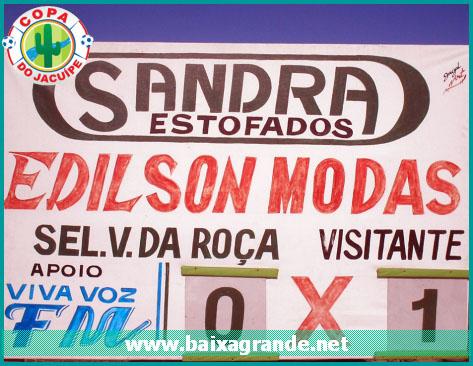 COPA
DO JACUIPE
SANDRA
ESTOFADOS
EDILSON MODAS
SEL.V.DA ROÇA VISITANTE
APOIO
VIVA VOZ
FM
0 X 1
www.baixagrande.net